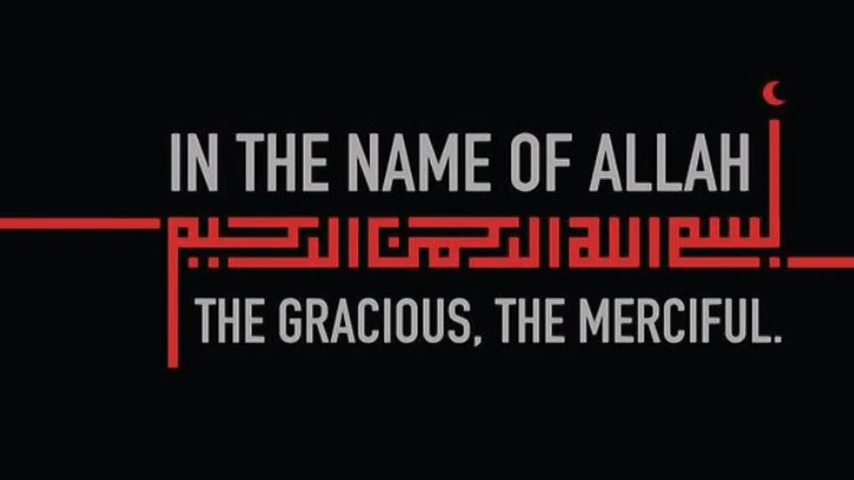 IN THE NAME OF ALLAH
بسم الله الرحمن الرحيم
THE GRACIOUS, THE MERCIFUL.